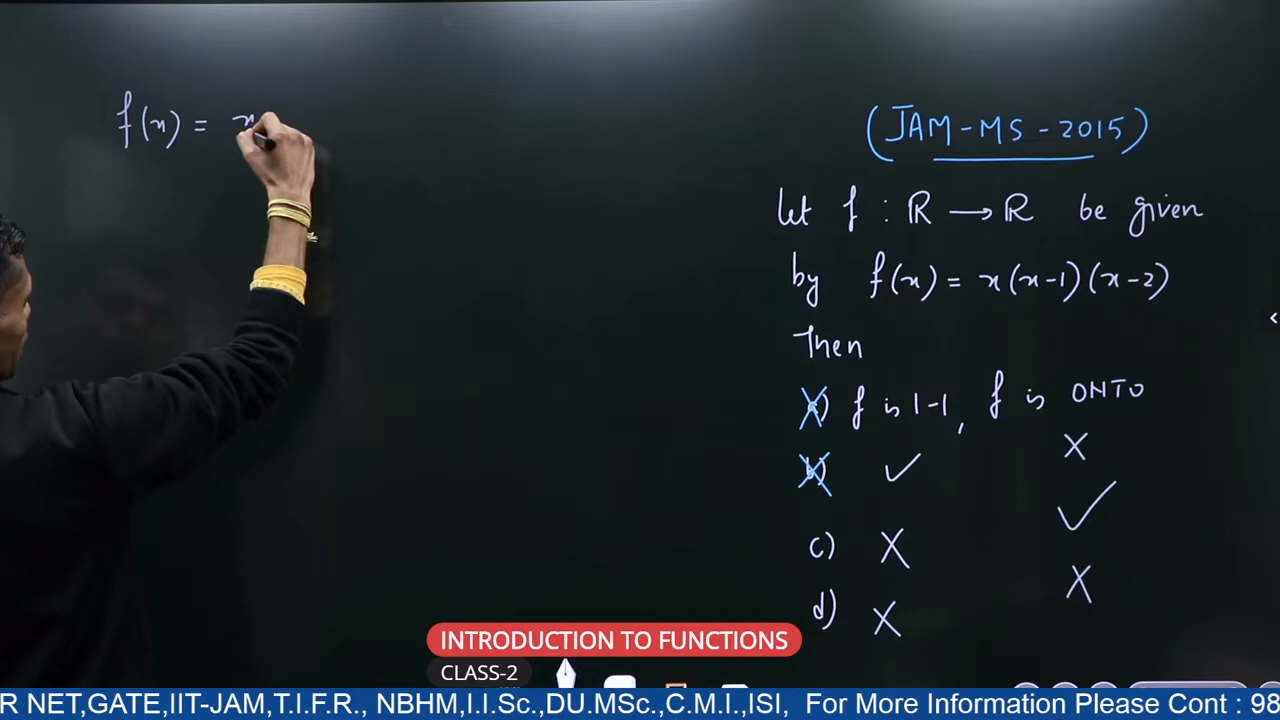 f(x) = x
(JAM-MS-2015)
Let f : ℝ → ℝ be given
by f(x) = x(x-1)(x-2)
Then
a) f is 1-1, f is ONTO
b) ✓ X
c) X ✓
d) X X
INTRODUCTION TO FUNCTIONS
CLASS-2
R NET,GATE,IIT-JAM,T.I.F.R., NBHM,I.I.Sc.,DU.MSc.,C.M.I.,ISI, For More Information Please Cont : 98